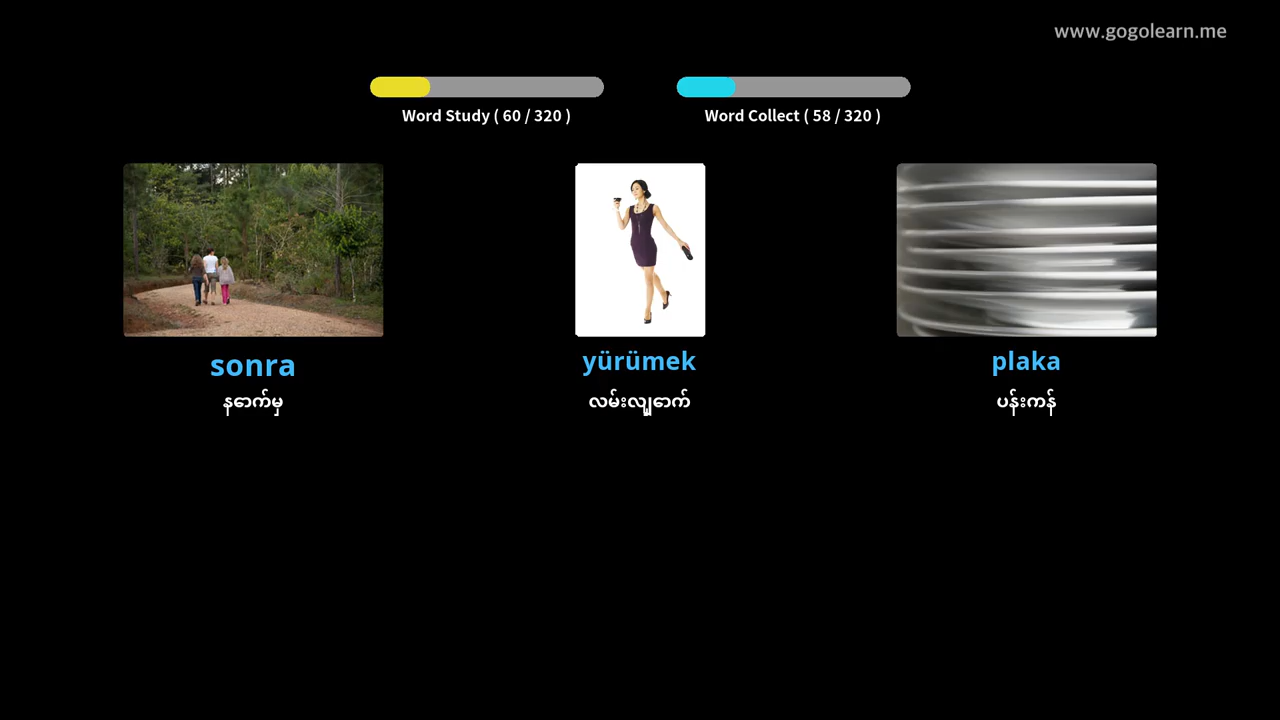 www.gogolearn.me
Word Study ( 60 / 320 )
Word Collect ( 58 / 320 )
sonra
yürümek
plaka
နောက်မှ
လမ်းလျှောက်
ပန်းကန်